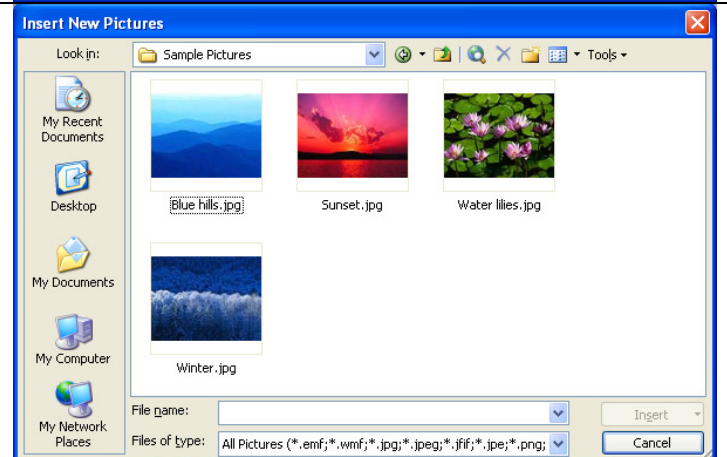 Insert New Pictures
Look in: Sample Pictures Tools
My Recent
Documents
Desktop
My Documents
My Computer
My Network
Places
Blue hills.jpg Sunset.jpg Water lilies.jpg
Winter.jpg
File name: Insert
Files of type: All Pictures (*.emf;*.wmf;*.jpg;*.jpeg;*.jfif;*.jpe;*.png; Cancel